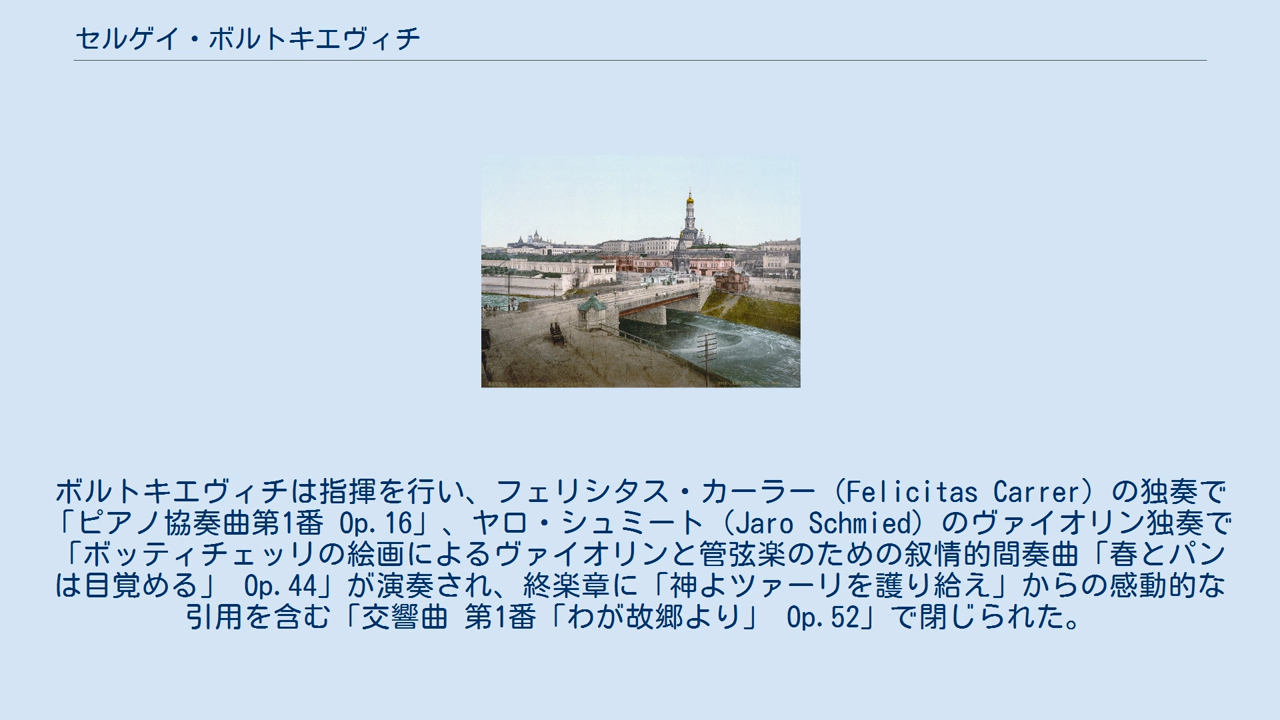 セルゲイ・ボルトキエヴィチ
ボルトキエヴィチは指揮を行い、フェリシタス・カーラー（Felicitas Carrer）の独奏で
「ピアノ協奏曲第1番 Op.16」、ヤロ・シュミート（Jaro Schmied）のヴァイオリン独奏で
「ボッティチェッリの絵画によるヴァイオリンと管弦楽のための叙情的間奏曲「春とパン
は目覚める」 Op.44」が演奏され、終楽章に「神よツァーリを護り給え」からの感動的な
引用を含む「交響曲 第1番「わが故郷より」 Op.52」で閉じられた。